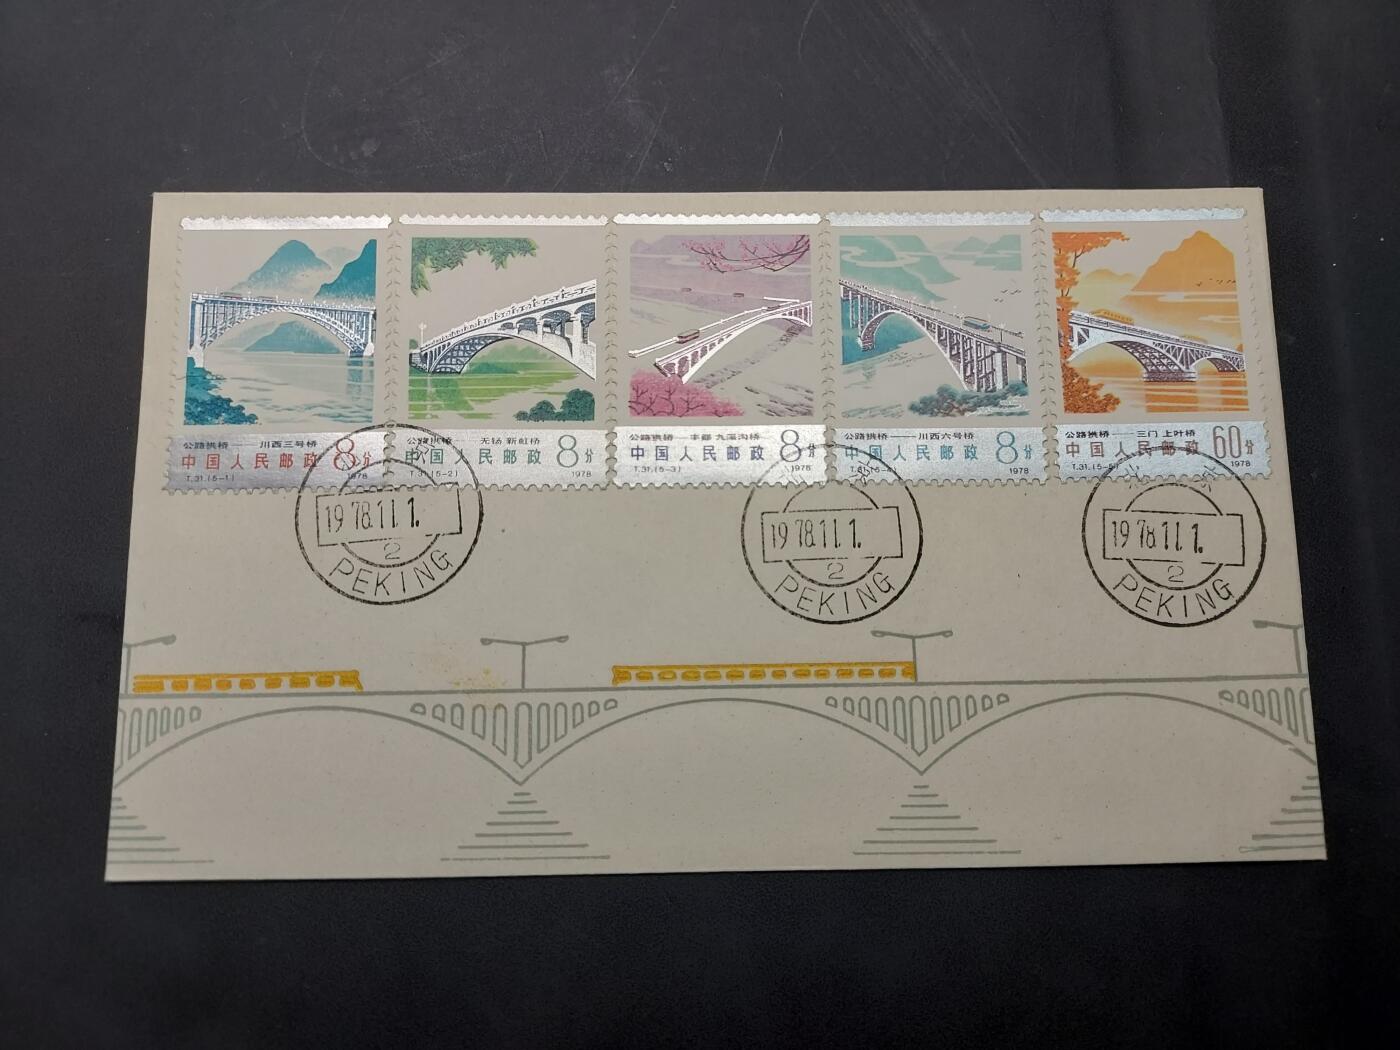 公路拱桥——川西三号桥 8分
中国人民邮政
T.31.(5-1) 1978
公路拱桥——无锡 新虹桥 8分
中国人民邮政
T.31.(5-2) 1978
公路拱桥——丰都 九溪沟桥 8分
中国人民邮政
T.31.(5-3) 1978
公路拱桥——川西六号桥 8分
中国人民邮政
T.31.(5-4) 1978
公路拱桥——三门 上叶桥 60分
中国人民邮政
T.31.(5-5) 1978
1978.11.1.
2
PEKING
1978.11.1.
2
PEKING
1978.11.1.
2
PEKING